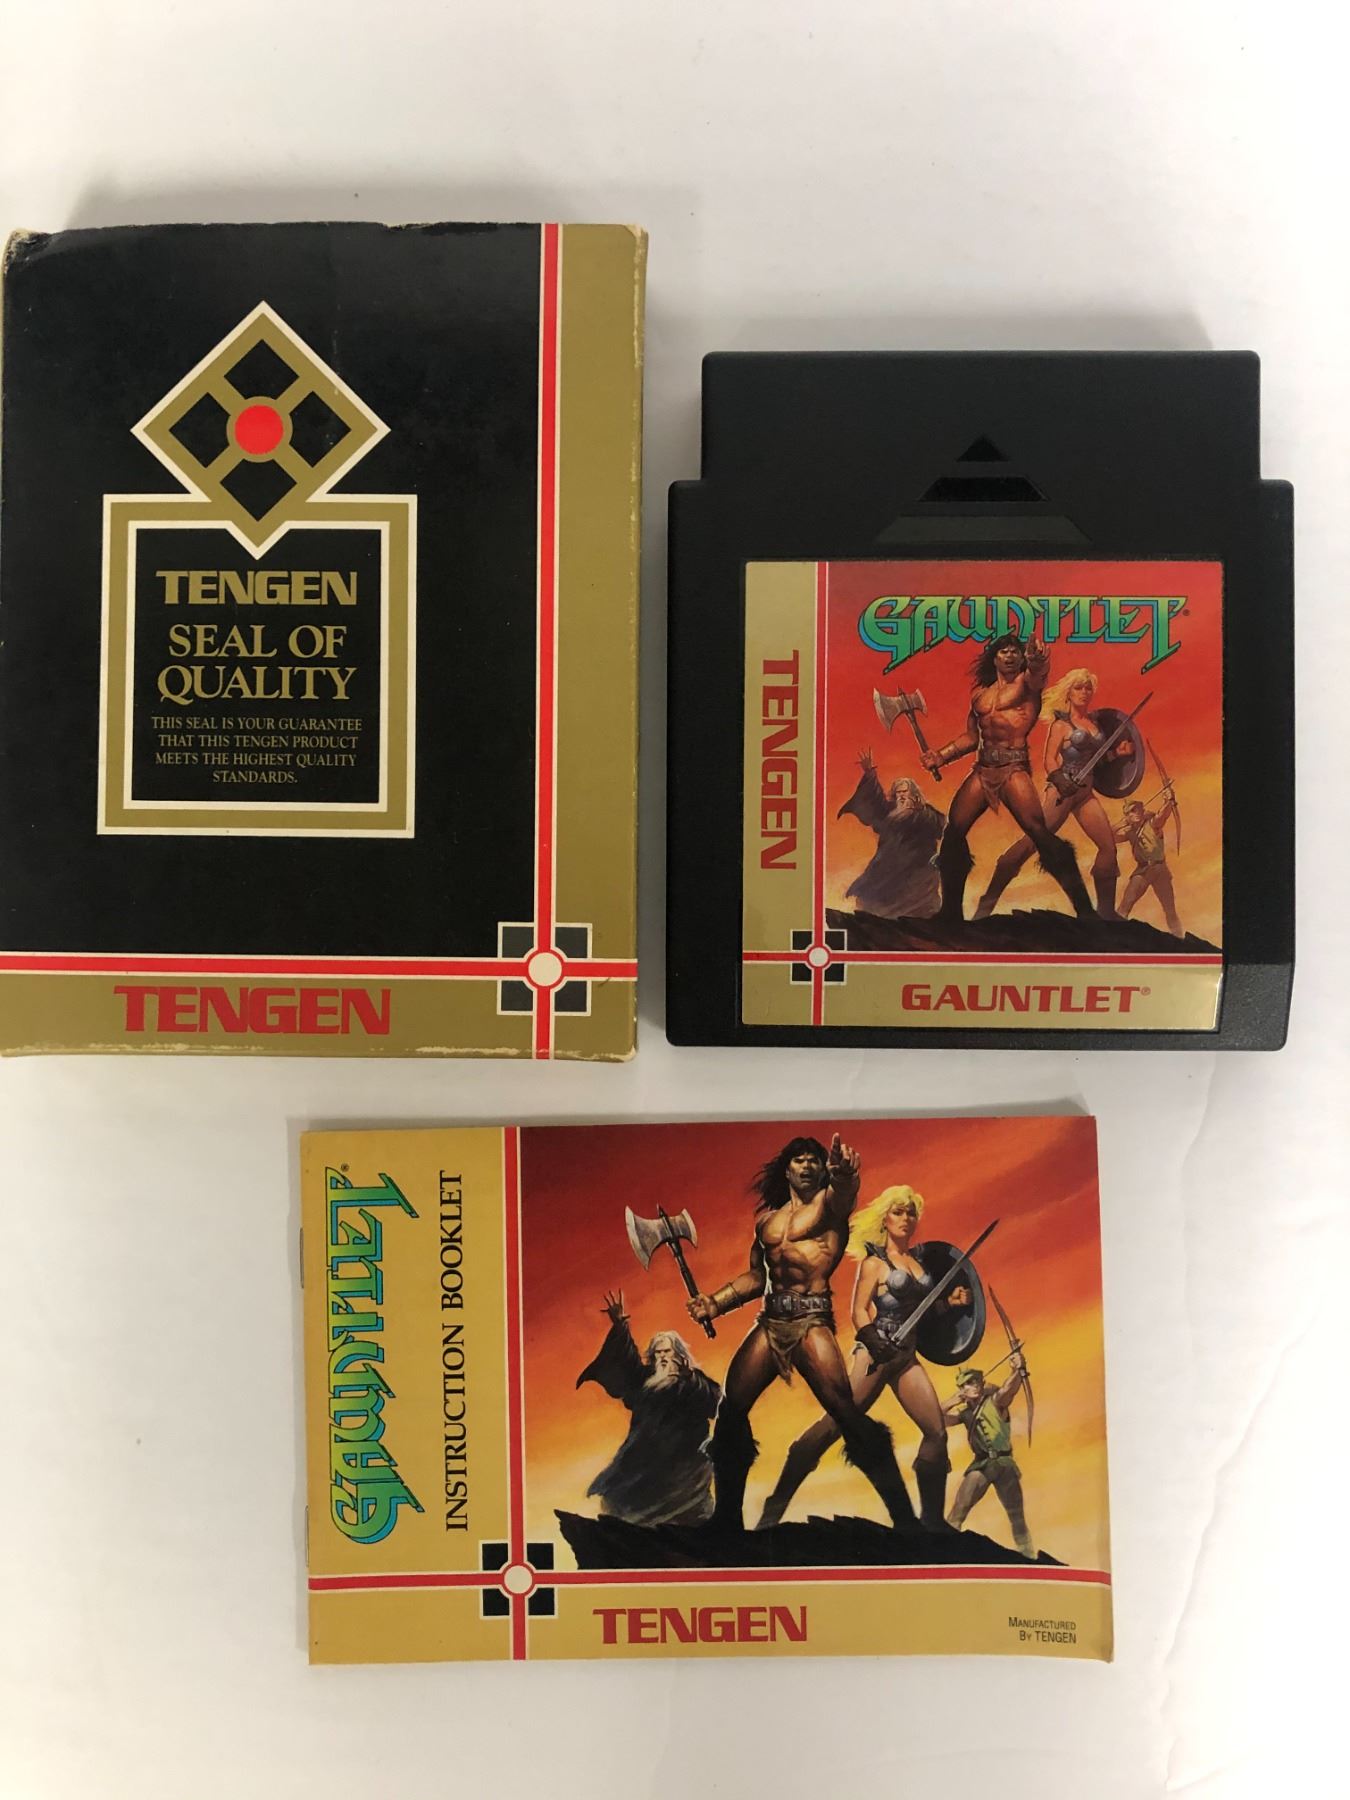 TENGEN
SEAL OF
QUALITY
THIS SEAL IS YOUR GUARANTEE
THAT THIS TENGEN PRODUCT
MEETS THE HIGHEST QUALITY
STANDARDS.
TENGEN
GAUNTLET®
TENGEN
GAUNTLET®
GAUNTLET®
INSTRUCTION BOOKLET
TENGEN
MANUFACTURED
BY TENGEN